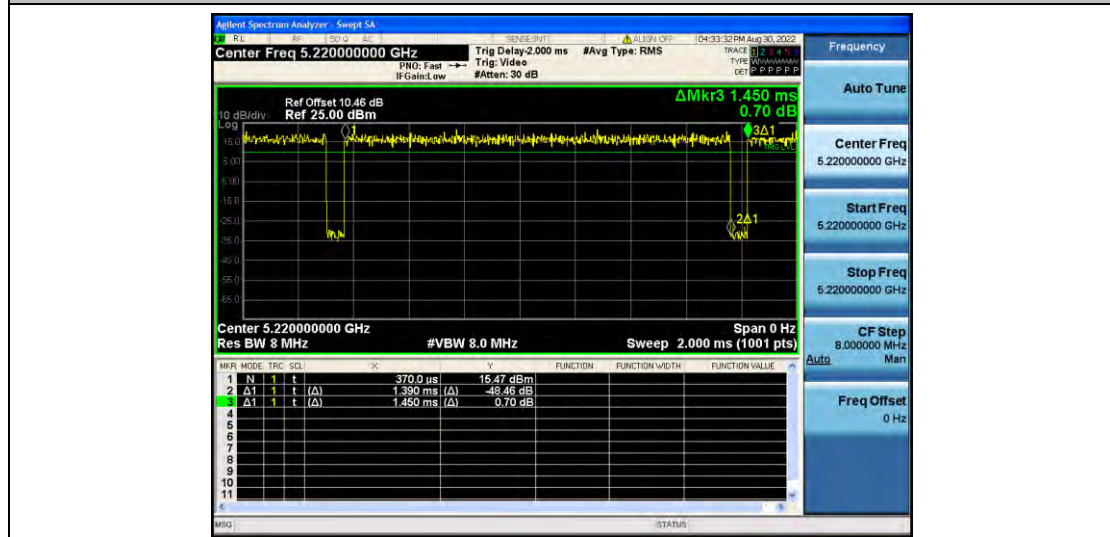 Agilent Spectrum Analyzer - Swept SA
RL RF 50 Ω AC SENSE:INT ALIGN OFF 04:33:32 PM Aug 30, 2022
Center Freq 5.220000000 GHz
Trig Delay-2.000 ms #Avg Type: RMS
PNO: Fast Trig: Video
IFGain:Low #Atten: 30 dB
TRACE 1 2 3 4 5 6
TYPE
DET P P P P P P
Frequency
ΔMkr3 1.450 ms
0.70 dB
Ref Offset 10.46 dB
10 dB/div Ref 25.00 dBm
Log
15.0
5.00
-5.00
-15.0
-25.0
-35.0
-45.0
-55.0
-65.0
1
3Δ1
TRIG LVL
2Δ1
Center 5.220000000 GHz Span 0 Hz
Res BW 8 MHz #VBW 8.0 MHz Sweep 2.000 ms (1001 pts)
MKR MODE TRC SCL X Y FUNCTION FUNCTION WIDTH FUNCTION VALUE
1 N 1 t 370.0 µs 15.47 dBm
2 Δ1 1 t (Δ) 1.390 ms (Δ) -48.46 dB
3 Δ1 1 t (Δ) 1.450 ms (Δ) 0.70 dB
4
5
6
7
8
9
10
11
MSG STATUS
Auto Tune
Center Freq
5.220000000 GHz
Start Freq
5.220000000 GHz
Stop Freq
5.220000000 GHz
CF Step
8.000000 MHz
Auto Man
Freq Offset
0 Hz